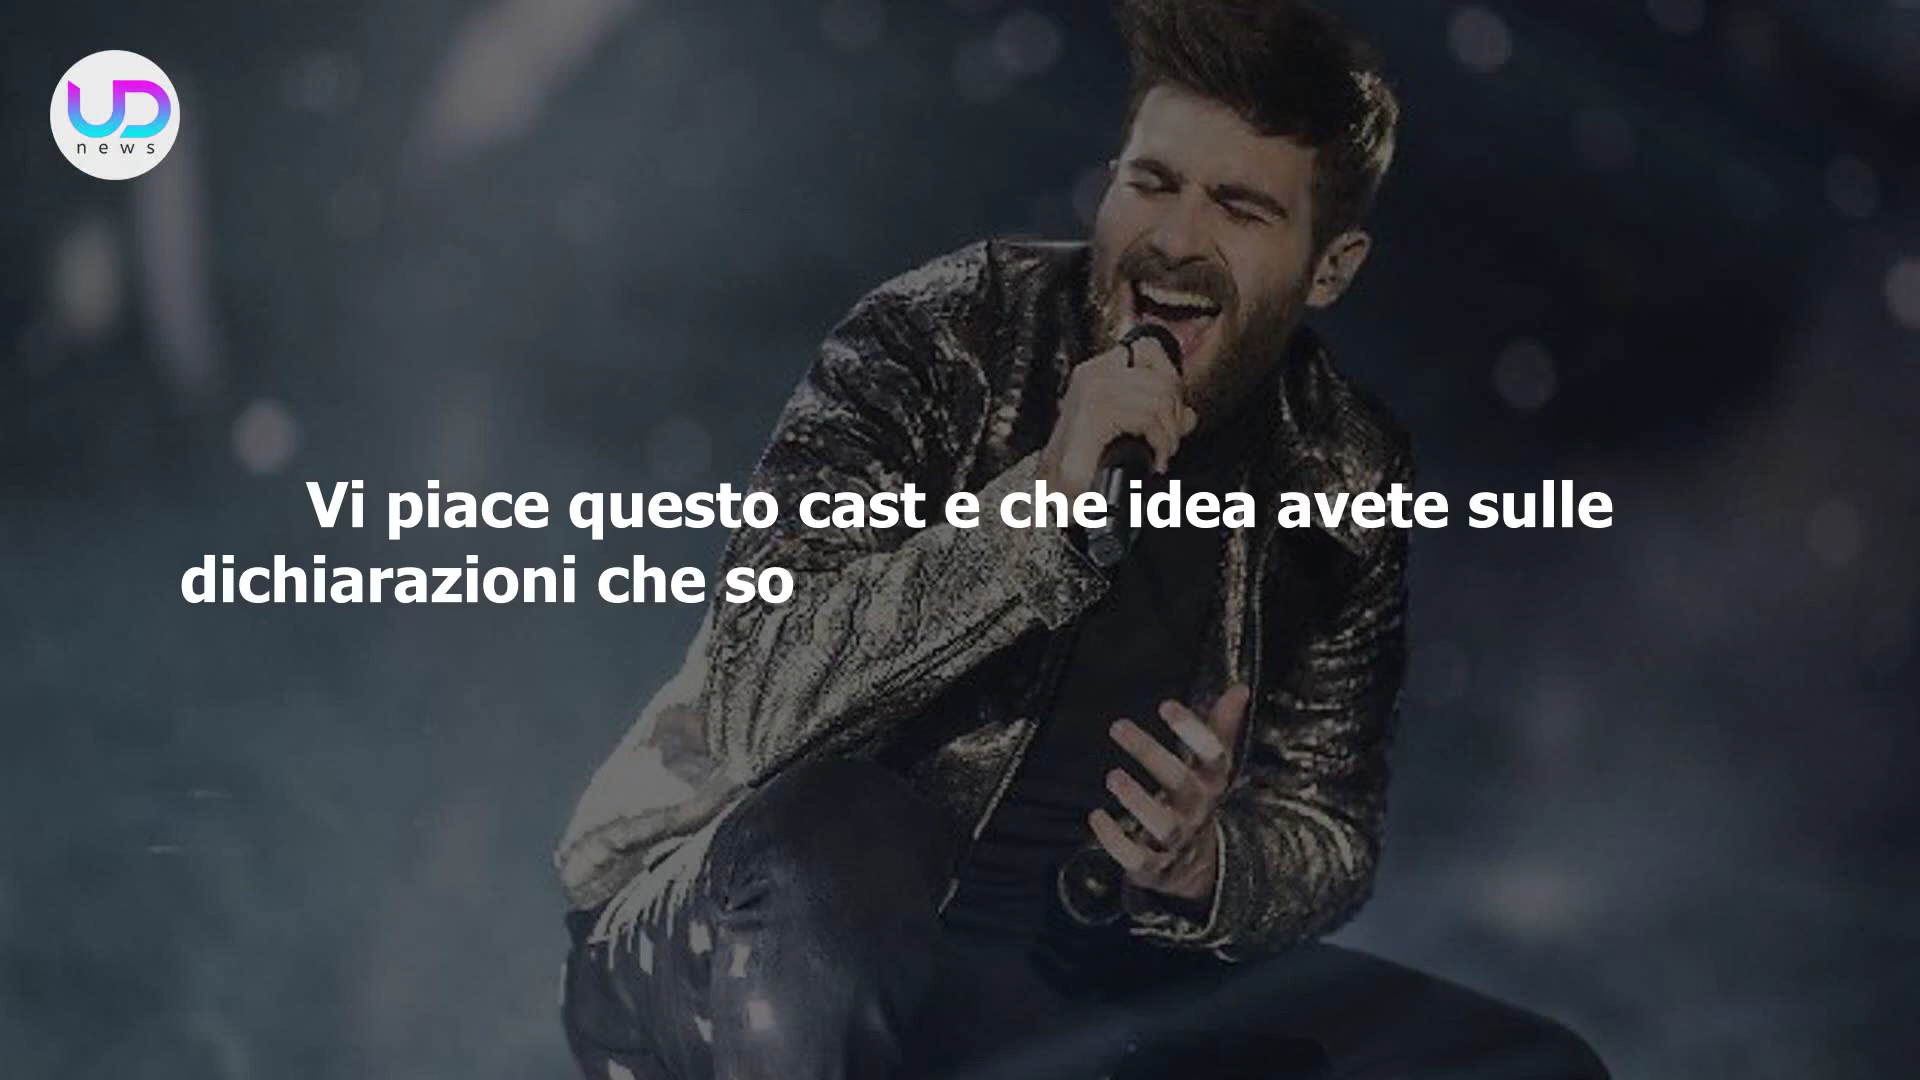 UD
news
Vi piace questo cast e che idea avete sulle
dichiarazioni che so